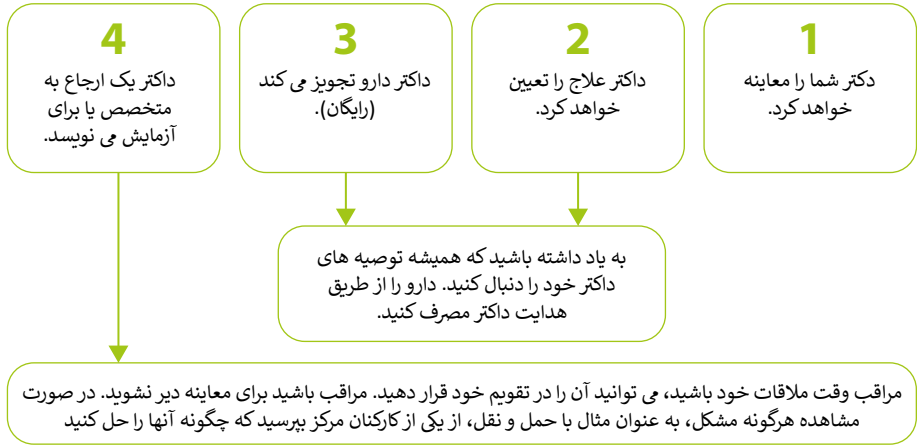 1
دکتر شما را معاینه
خواهد کرد.
2
داکتر علاج را تعیین
خواهد کرد.
3
داکتر دارو تجویز می کند
(رایگان).
4
داکتر یک ارجاع به
متخصص یا برای
آزمایش می نویسد.
به یاد داشته باشید که همیشه توصیه های
داکتر خود را دنبال کنید. دارو را از طریق
هدایت داکتر مصرف کنید.
مراقب وقت ملاقات خود باشید، می توانید آن را در تقویم خود قرار دهید. مراقب باشید برای معاینه دیر نشوید. در صورت
مشاهده هرگونه مشکل، به عنوان مثال با حمل و نقل، از یکی از کارکنان مرکز بپرسید که چگونه آنها را حل کنید